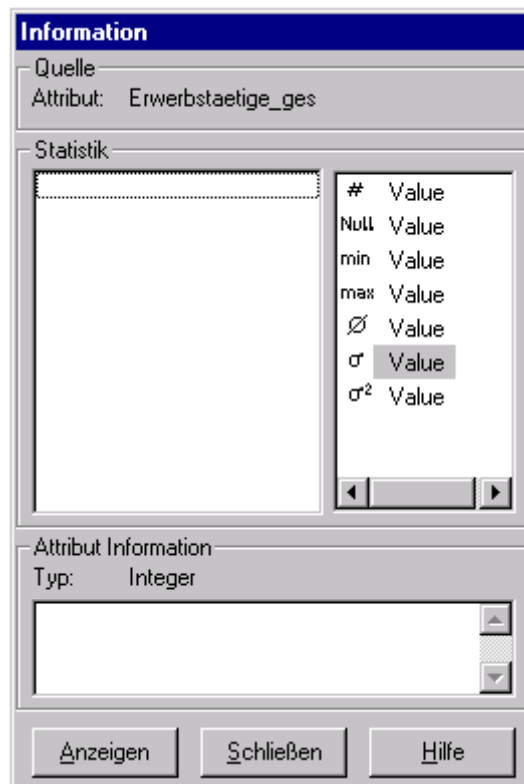 Information
Quelle
Attribut: Erwerbstaetige_ges
Statistik
# Value
Null Value
min Value
max Value
Ø Value
σ Value
σ² Value
Attribut Information
Typ: Integer
Anzeigen Schließen Hilfe